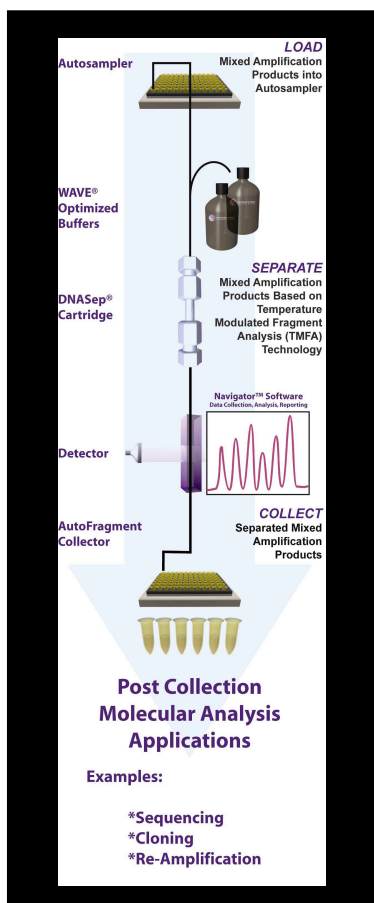 LOAD
Autosampler
Mixed Amplification
Products into
Autosampler
WAVE®
Optimized
Buffers
SEPARATE
DNASep®
Cartridge
Mixed Amplification
Products Based on
Temperature
Modulated Fragment
Analysis (TMFA)
Technology
Navigator™ Software
Data Collection, Analysis, Reporting
Detector
AutoFragment
Collector
COLLECT
Separated Mixed
Amplification
Products
Post Collection
Molecular Analysis
Applications
Examples:
*Sequencing
*Cloning
*Re-Amplification